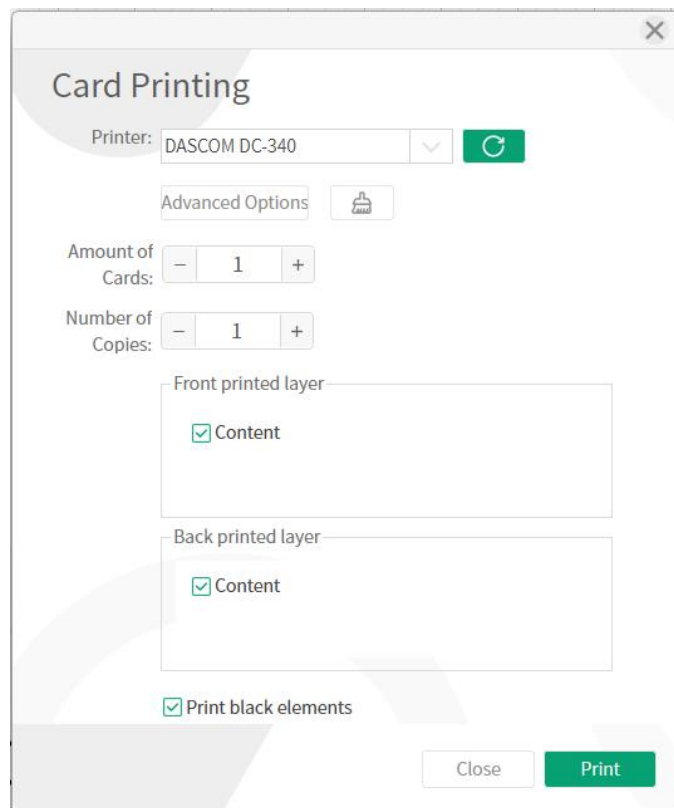 Card Printing
Printer: DASCOM DC-340
Advanced Options
Amount of
Cards: − 1 +
Number of
Copies: − 1 +
Front printed layer
Content
Back printed layer
Content
Print black elements
Close Print